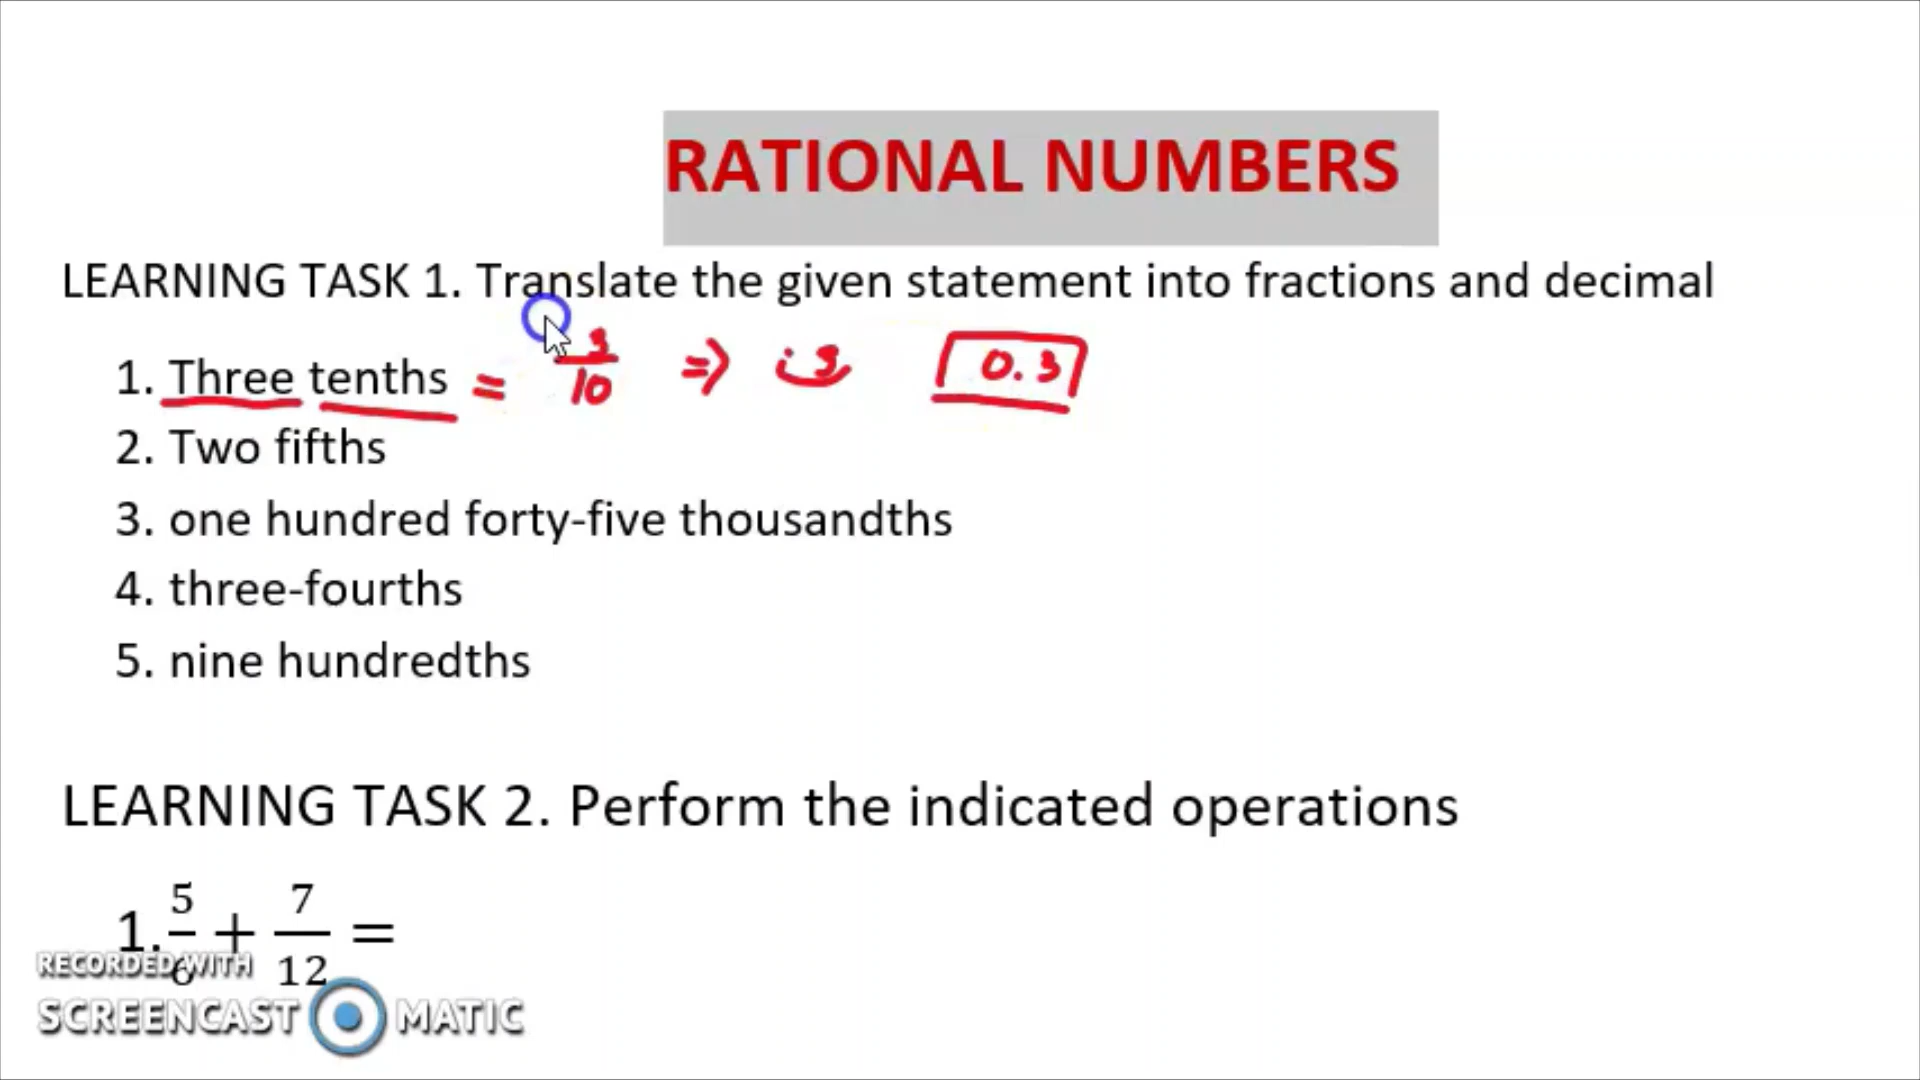 RATIONAL NUMBERS
LEARNING TASK 1. Translate the given statement into fractions and decimal
1. Three tenths = 3/10 ⇒ .3 0.3
2. Two fifths
3. one hundred forty-five thousandths
4. three-fourths
5. nine hundredths
LEARNING TASK 2. Perform the indicated operations
1. 5/6 + 7/12 =
RECORDED WITH
SCREENCAST MATIC